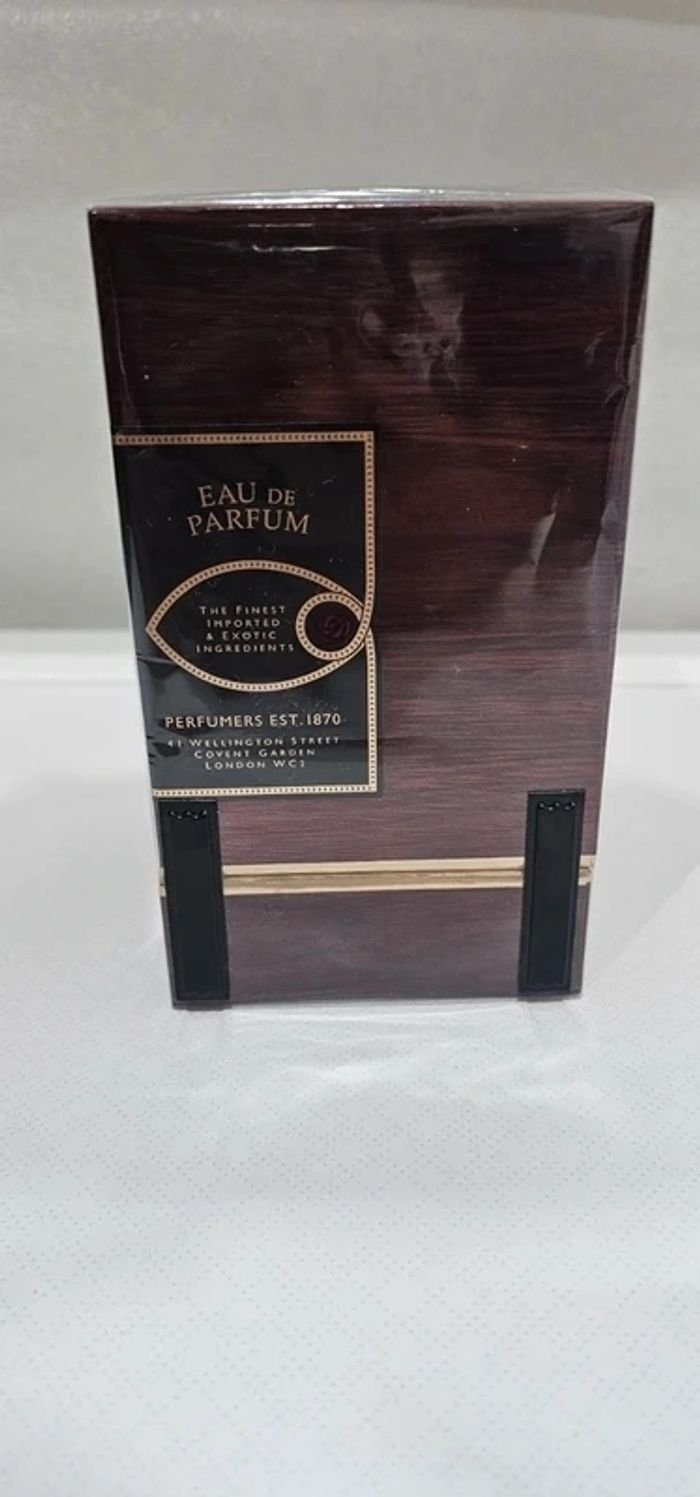 EAU DE
PARFUM
THE FINEST
IMPORTED
& EXOTIC
INGREDIENTS
PERFUMERS EST. 1870
41 WELLINGTON STREET
COVENT GARDEN
LONDON WC2